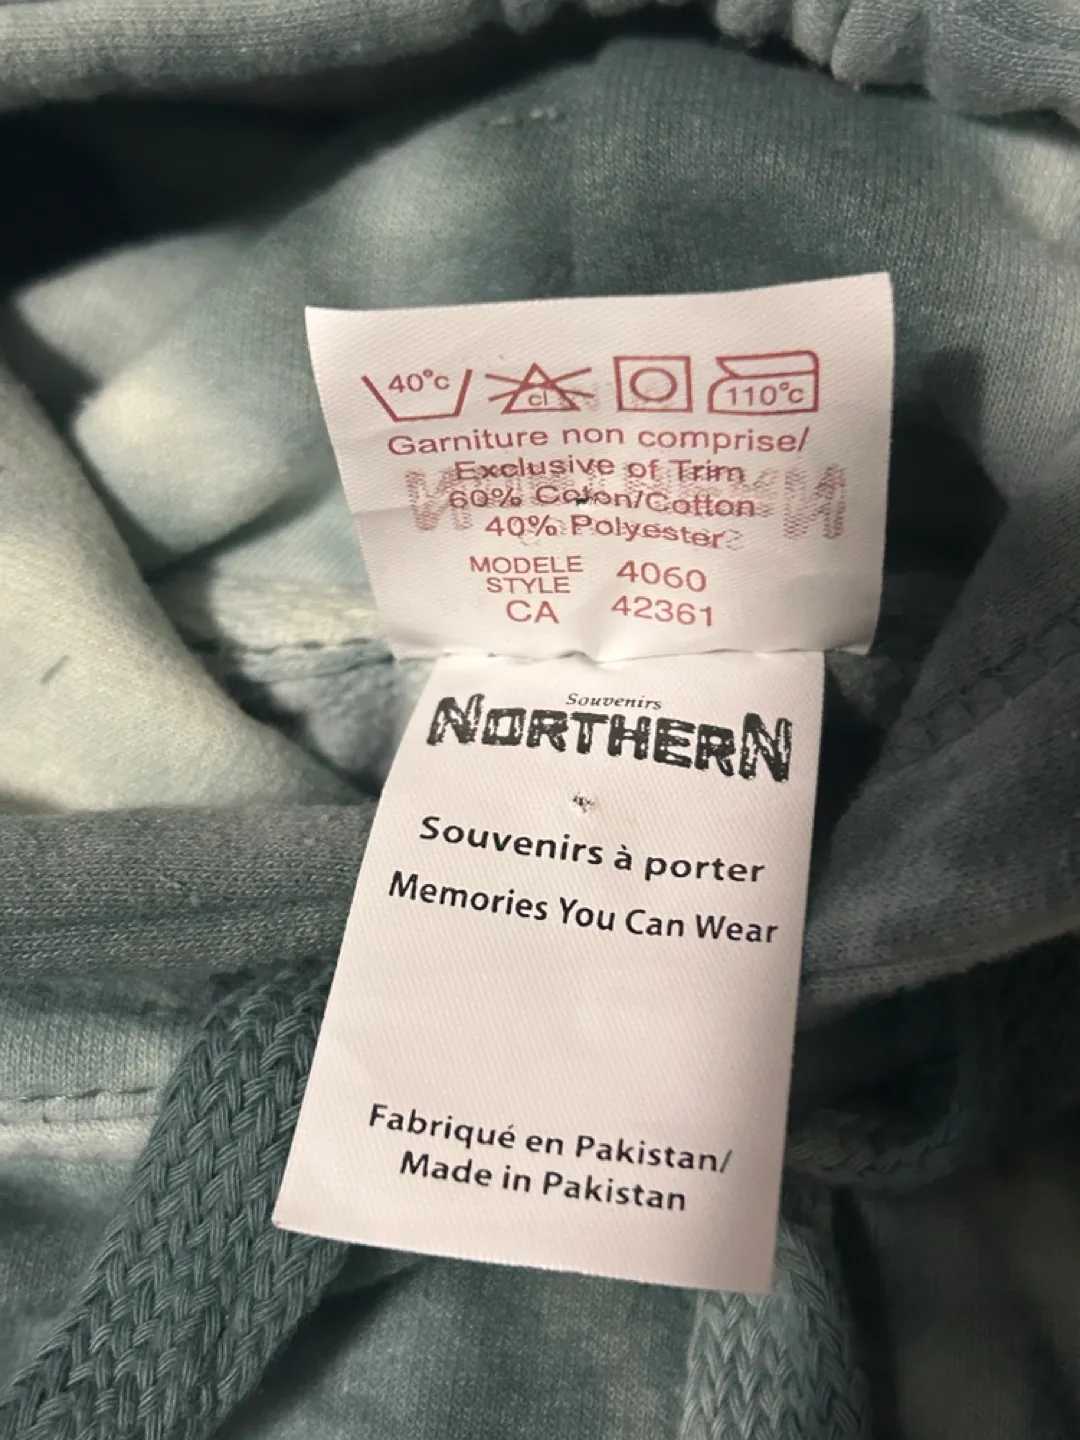 40°c cl 110°c
Garniture non comprise/
Exclusive of Trim
60% Coton/Cotton
40% Polyester
MODELE 4060
STYLE
CA 42361
Souvenirs
NORTHERN
Souvenirs à porter
Memories You Can Wear
Fabriqué en Pakistan/
Made in Pakistan